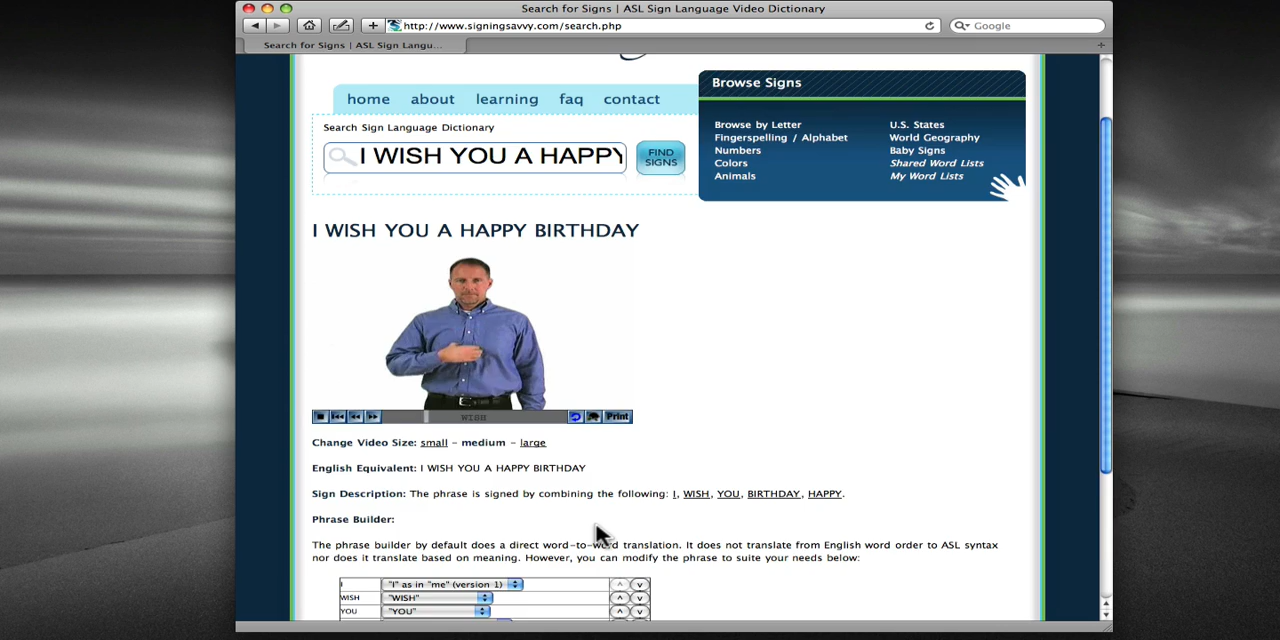 Search for Signs | ASL Sign Language Video Dictionary
http://www.signingsavvy.com/search.php
Google
Search for Signs | ASL Sign Langu...
home about learning faq contact
Search Sign Language Dictionary
I WISH YOU A HAPPY
FIND
SIGNS
Browse Signs
Browse by Letter
Fingerspelling / Alphabet
Numbers
Colors
Animals
U.S. States
World Geography
Baby Signs
Shared Word Lists
My Word Lists
I WISH YOU A HAPPY BIRTHDAY
WISH
Print
Change Video Size: small - medium - large
English Equivalent: I WISH YOU A HAPPY BIRTHDAY
Sign Description: The phrase is signed by combining the following: I, WISH, YOU, BIRTHDAY, HAPPY.
Phrase Builder:
The phrase builder by default does a direct word-to-word translation. It does not translate from English word order to ASL syntax
nor does it translate based on meaning. However, you can modify the phrase to suite your needs below:
I "I" as in "me" (version 1)
WISH "WISH"
YOU "YOU"